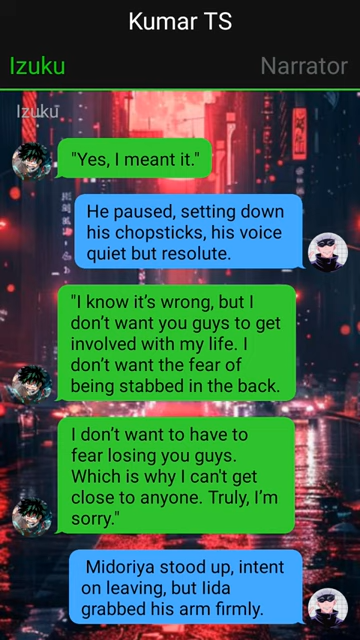 Kumar TS
Izuku
Narrator
Izuku
"Yes, I meant it."
He paused, setting down
his chopsticks, his voice
quiet but resolute.
"I know it’s wrong, but I
don’t want you guys to get
involved with my life. I
don’t want the fear of
being stabbed in the back.
I don’t want to have to
fear losing you guys.
Which is why I can't get
close to anyone. Truly, I’m
sorry."
Midoriya stood up, intent
on leaving, but Iida
grabbed his arm firmly.